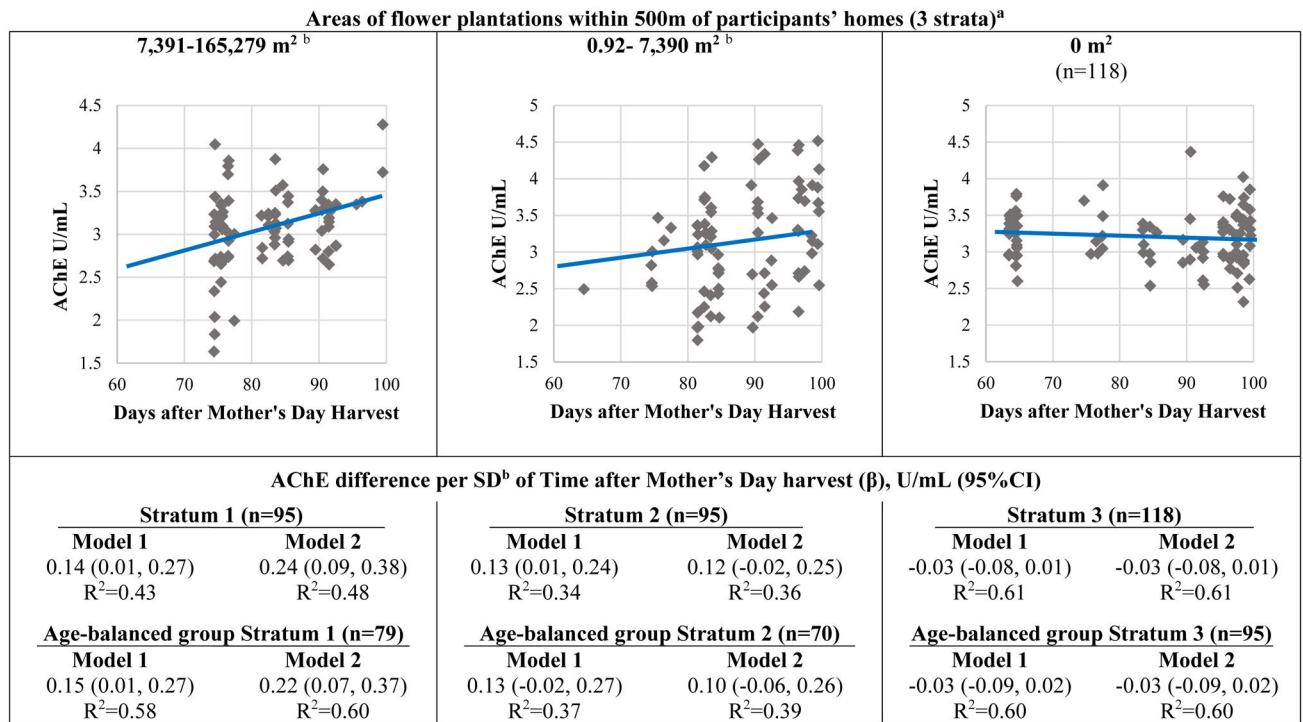 Areas of flower plantations within 500m of participants' homes (3 strata)ᵃ
7,391-165,279 m² ᵇ
AChE U/mL
4.5
4
3.5
3
2.5
2
1.5
60 70 80 90 100
Days after Mother's Day Harvest
0.92- 7,390 m² ᵇ
AChE U/mL
5
4.5
4
3.5
3
2.5
2
1.5
60 70 80 90 100
Days after Mother's Day Harvest
0 m²
(n=118)
AChE U/mL
5
4.5
4
3.5
3
2.5
2
1.5
60 70 80 90 100
Days after Mother's Day Harvest
AChE difference per SDᵇ of Time after Mother's Day harvest (β), U/mL (95%CI)
Stratum 1 (n=95)
Model 1 Model 2
0.14 (0.01, 0.27) 0.24 (0.09, 0.38)
R²=0.43 R²=0.48
Age-balanced group Stratum 1 (n=79)
Model 1 Model 2
0.15 (0.01, 0.27) 0.22 (0.07, 0.37)
R²=0.58 R²=0.60
Stratum 2 (n=95)
Model 1 Model 2
0.13 (0.01, 0.24) 0.12 (-0.02, 0.25)
R²=0.34 R²=0.36
Age-balanced group Stratum 2 (n=70)
Model 1 Model 2
0.13 (-0.02, 0.27) 0.10 (-0.06, 0.26)
R²=0.37 R²=0.39
Stratum 3 (n=118)
Model 1 Model 2
-0.03 (-0.08, 0.01) -0.03 (-0.08, 0.01)
R²=0.61 R²=0.61
Age-balanced group Stratum 3 (n=95)
Model 1 Model 2
-0.03 (-0.09, 0.02) -0.03 (-0.09, 0.02)
R²=0.60 R²=0.60